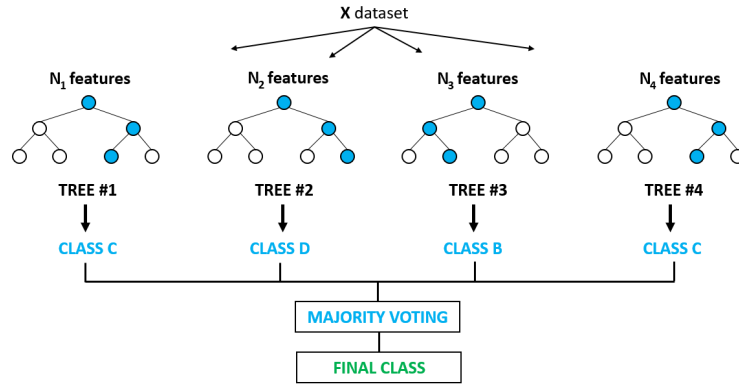 X dataset
N₁ features
N₂ features
N₃ features
N₄ features
TREE #1
TREE #2
TREE #3
TREE #4
CLASS C
CLASS D
CLASS B
CLASS C
MAJORITY VOTING
FINAL CLASS